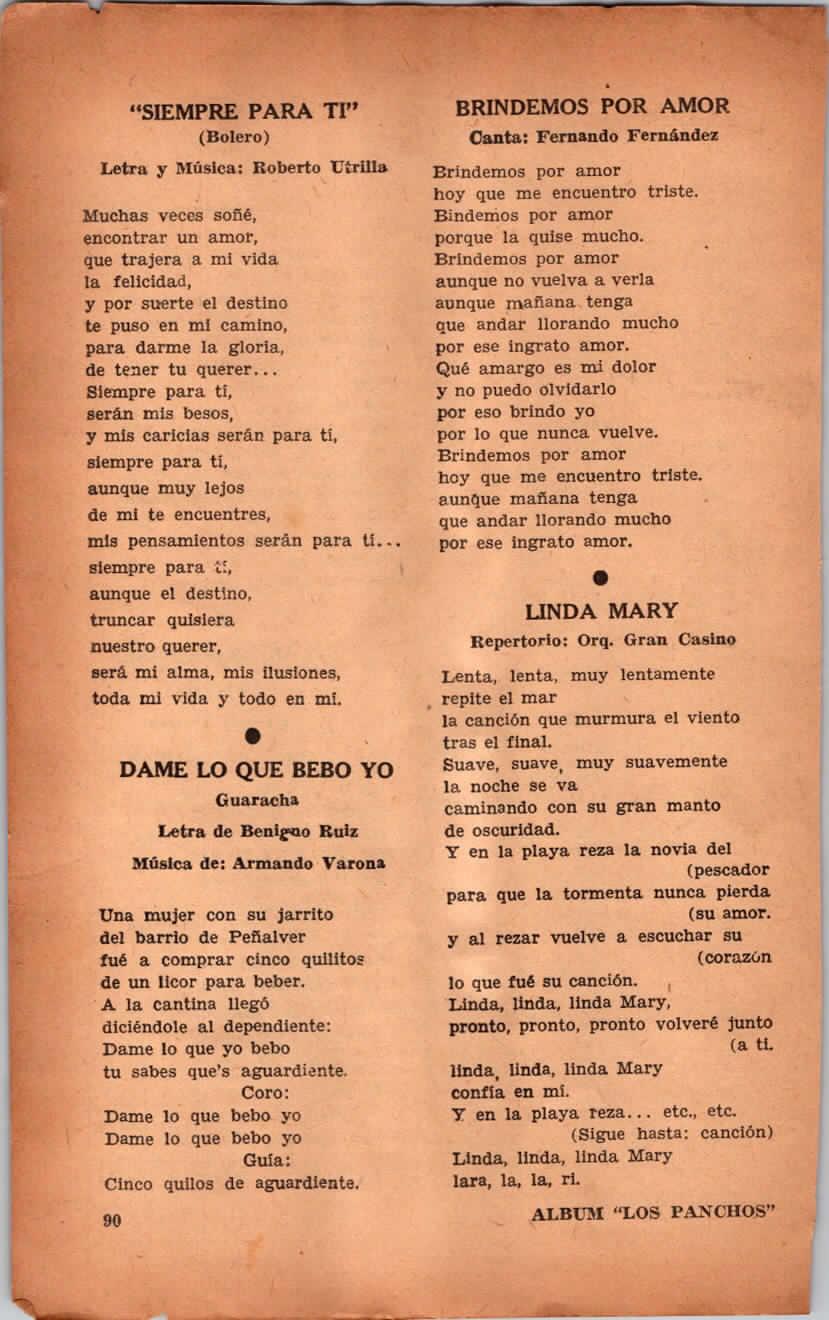 "SIEMPRE PARA TI"
(Bolero)
Letra y Música: Roberto Utrilla
Muchas veces soñé,
encontrar un amor,
que trajera a mi vida
la felicidad,
y por suerte el destino
te puso en mi camino,
para darme la gloria,
de tener tu querer...
Siempre para tí,
serán mis besos,
y mis caricias serán para tí,
siempre para tí,
aunque muy lejos
de mi te encuentres,
mis pensamientos serán para tí...
siempre para tí,
aunque el destino,
truncar quisiera
nuestro querer,
será mi alma, mis ilusiones,
toda mi vida y todo en mí.
DAME LO QUE BEBO YO
Guaracha
Letra de Benigno Ruiz
Música de: Armando Varona
Una mujer con su jarrito
del barrio de Peñalver
fué a comprar cinco quilitos
de un licor para beber.
A la cantina llegó
diciéndole al dependiente:
Dame lo que yo bebo
tu sabes que's aguardiente.
Coro:
Dame lo que bebo yo
Dame lo que bebo yo
Guía:
Cinco quilos de aguardiente.
90
BRINDEMOS POR AMOR
Canta: Fernando Fernández
Brindemos por amor
hoy que me encuentro triste.
Bindemos por amor
porque la quise mucho.
Brindemos por amor
aunque no vuelva a verla
aunque mañana tenga
que andar llorando mucho
por ese ingrato amor.
Qué amargo es mi dolor
y no puedo olvidarlo
por eso brindo yo
por lo que nunca vuelve.
Brindemos por amor
hoy que me encuentro triste.
aunque mañana tenga
que andar llorando mucho
por ese ingrato amor.
LINDA MARY
Repertorio: Orq. Gran Casino
Lenta, lenta, muy lentamente
repite el mar
la canción que murmura el viento
tras el final.
Suave, suave, muy suavemente
la noche se va
caminando con su gran manto
de oscuridad.
Y en la playa reza la novia del
(pescador
para que la tormenta nunca pierda
(su amor.
y al rezar vuelve a escuchar su
(corazón
lo que fué su canción.
Linda, linda, linda Mary,
pronto, pronto, pronto volveré junto
(a ti.
linda, linda, linda Mary
confía en mí.
Y en la playa reza... etc., etc.
(Sigue hasta: canción)
Linda, linda, linda Mary
lara, la, la, ri.
ALBUM "LOS PANCHOS"